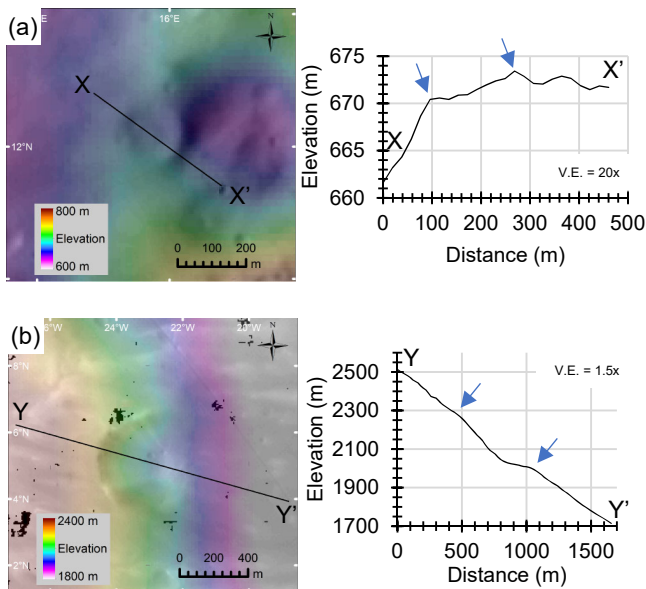 (a)
16°E
N
X
12°N
X'
800 m
Elevation
600 m
0 100 200
m
675
670
665
660
Elevation (m)
X
X'
V.E. = 20x
0 100 200 300 400 500
Distance (m)
(b)
26°W 24°W 22°W 20°W
N
8°N
Y
6°N
4°N
Y'
2400 m
Elevation
1800 m
2°N
0 200 400
m
2500
2300
2100
1900
1700
Elevation (m)
Y
V.E. = 1.5x
Y'
0 500 1000 1500
Distance (m)